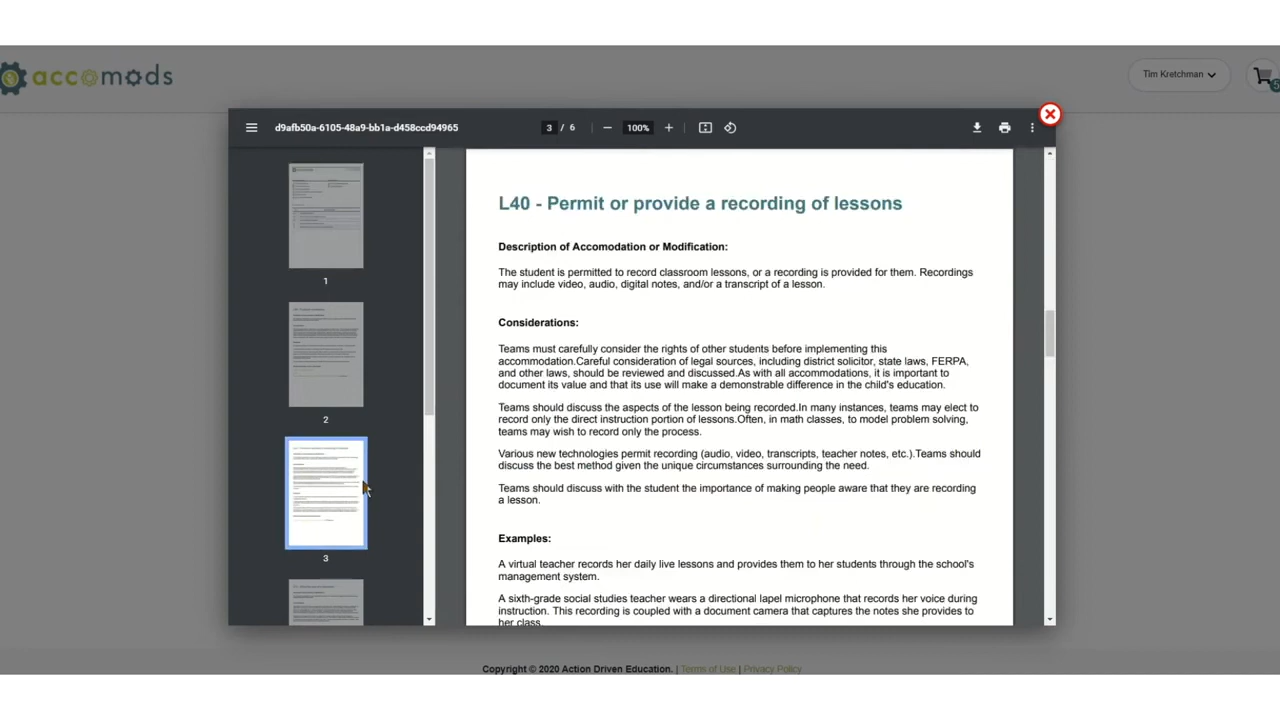 accomods
Tim Kretchman
d9afb50a-6105-48a9-bb1a-d458ccd94965
3 / 6
100%
1
2
3
L40 - Permit or provide a recording of lessons
Description of Accomodation or Modification:
The student is permitted to record classroom lessons, or a recording is provided for them. Recordings
may include video, audio, digital notes, and/or a transcript of a lesson.
Considerations:
Teams must carefully consider the rights of other students before implementing this
accommodation.Careful consideration of legal sources, including district solicitor, state laws, FERPA,
and other laws, should be reviewed and discussed.As with all accommodations, it is important to
document its value and that its use will make a demonstrable difference in the child's education.
Teams should discuss the aspects of the lesson being recorded.In many instances, teams may elect to
record only the direct instruction portion of lessons.Often, in math classes, to model problem solving,
teams may wish to record only the process.
Various new technologies permit recording (audio, video, transcripts, teacher notes, etc.).Teams should
discuss the best method given the unique circumstances surrounding the need.
Teams should discuss with the student the importance of making people aware that they are recording
a lesson.
Examples:
A virtual teacher records her daily live lessons and provides them to her students through the school's
management system.
A sixth-grade social studies teacher wears a directional lapel microphone that records her voice during
instruction. This recording is coupled with a document camera that captures the notes she provides to
her class.
Copyright © 2020 Action Driven Education. | Terms of Use | Privacy Policy